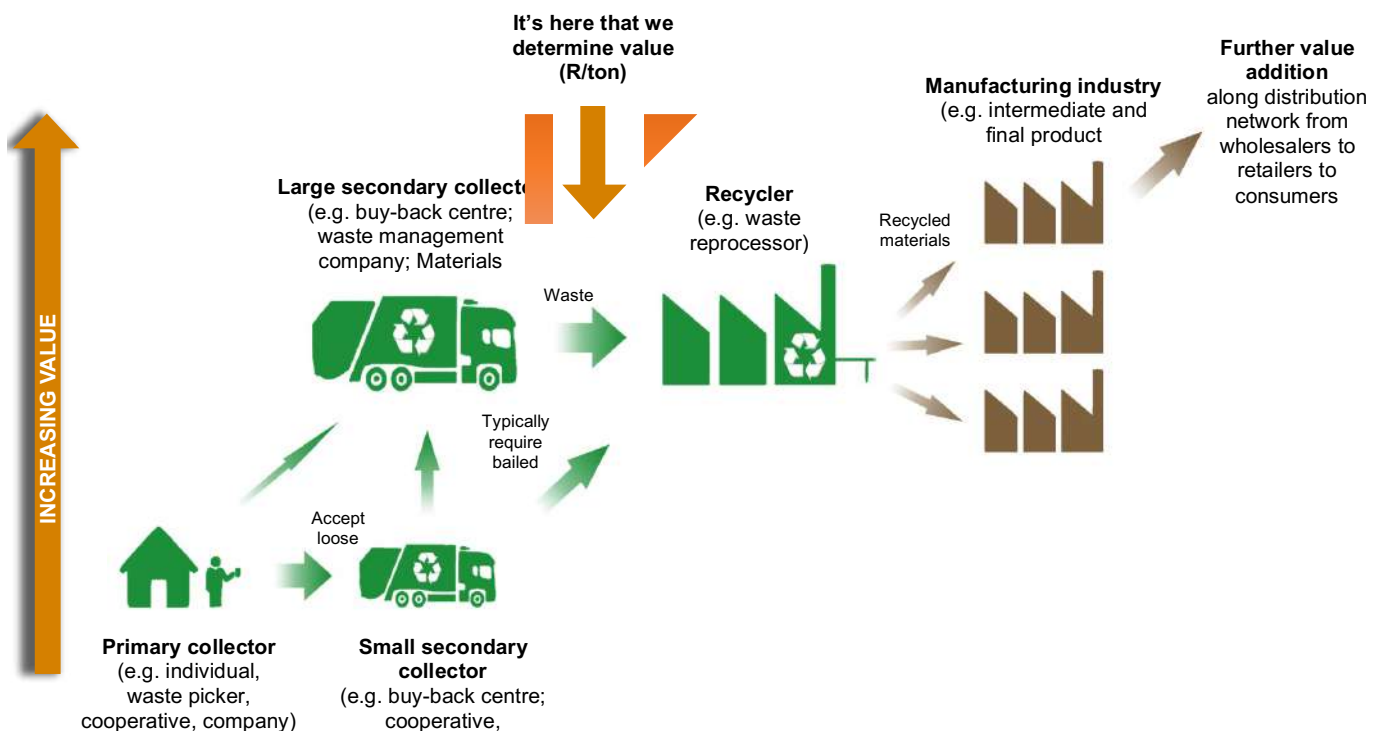 It's here that we
determine value
(R/ton)
Further value
addition
along distribution
network from
wholesalers to
retailers to
consumers
Manufacturing industry
(e.g. intermediate and
final product
Large secondary collecto
(e.g. buy-back centre;
waste management
company; Materials
Recycler
(e.g. waste
reprocessor)
Recycled
materials
Waste
INCREASING VALUE
Typically
require
bailed
Accept
loose
Primary collector
(e.g. individual,
waste picker,
cooperative, company)
Small secondary
collector
(e.g. buy-back centre;
cooperative,